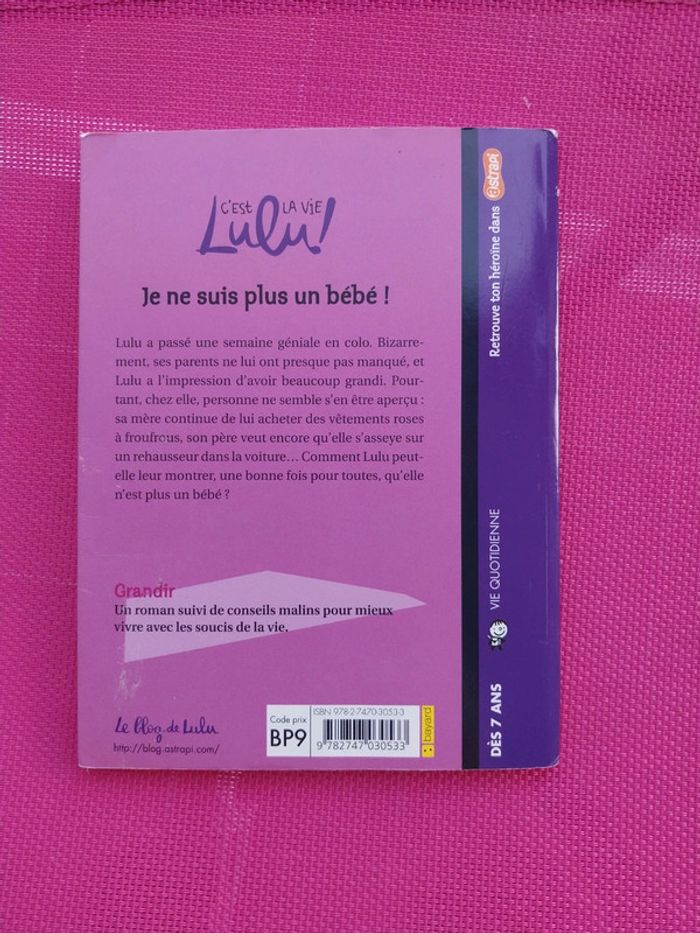 C'EST LA VIE
Lulu!
Je ne suis plus un bébé !
Lulu a passé une semaine géniale en colo. Bizarre-
ment, ses parents ne lui ont presque pas manqué, et
Lulu a l'impression d'avoir beaucoup grandi. Pour-
tant, chez elle, personne ne semble s'en être aperçu :
sa mère continue de lui acheter des vêtements roses
à froufrous, son père veut encore qu'elle s'asseye sur
un rehausseur dans la voiture… Comment Lulu peut-
elle leur montrer, une bonne fois pour toutes, qu'elle
n'est plus un bébé ?
Grandir
Un roman suivi de conseils malins pour mieux
vivre avec les soucis de la vie.
Le blog de Lulu
http://blog.astrapi.com/
Code prix
BP9
ISBN 978-2-7470-3053-3
9 782747 030533
bayard
DÈS 7 ANS
VIE QUOTIDIENNE
Retrouve ton héroïne dans astrapi